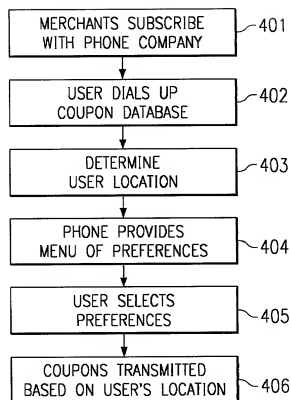 MERCHANTS SUBSCRIBE
WITH PHONE COMPANY
401
USER DIALS UP
COUPON DATABASE
402
DETERMINE
USER LOCATION
403
PHONE PROVIDES
MENU OF PREFERENCES
404
USER SELECTS
PREFERENCES
405
COUPONS TRANSMITTED
BASED ON USER'S LOCATION
406